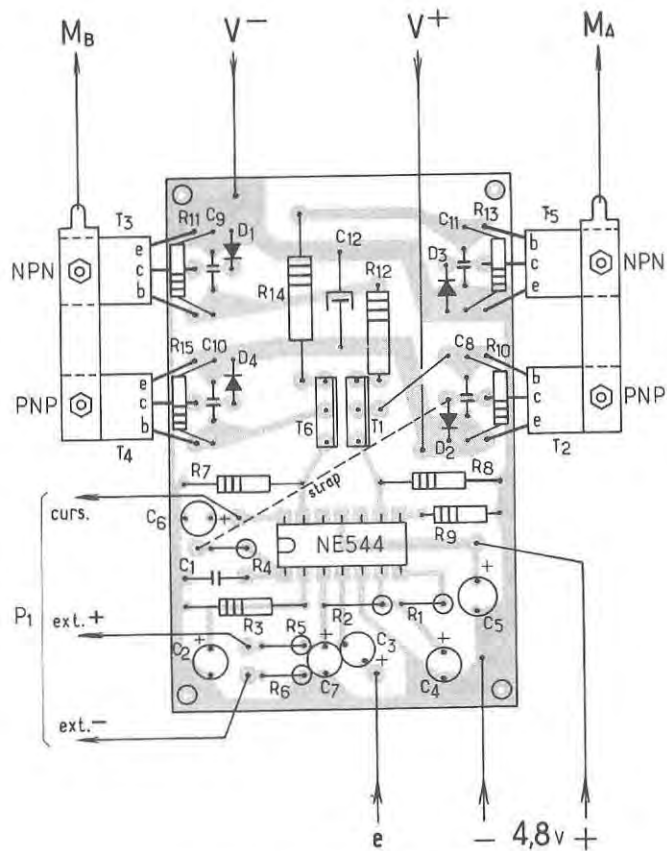 MB V- V+ MA
T3 R11 C9 D1 C12 C11 R13 T5
NPN e c b R14 R12 D3 b c e NPN
R15 C10 D4 C8 R10
PNP e c b T6 T1 b c e PNP
T4 D2 T2
R7 strap R8
curs. C6 + NE544 R9
C1 R4
P1 ext.+ R3 R5 R2 R1 + C5
C2 + + C3 + + C4
R6 C7
ext.-
e - 4,8v +